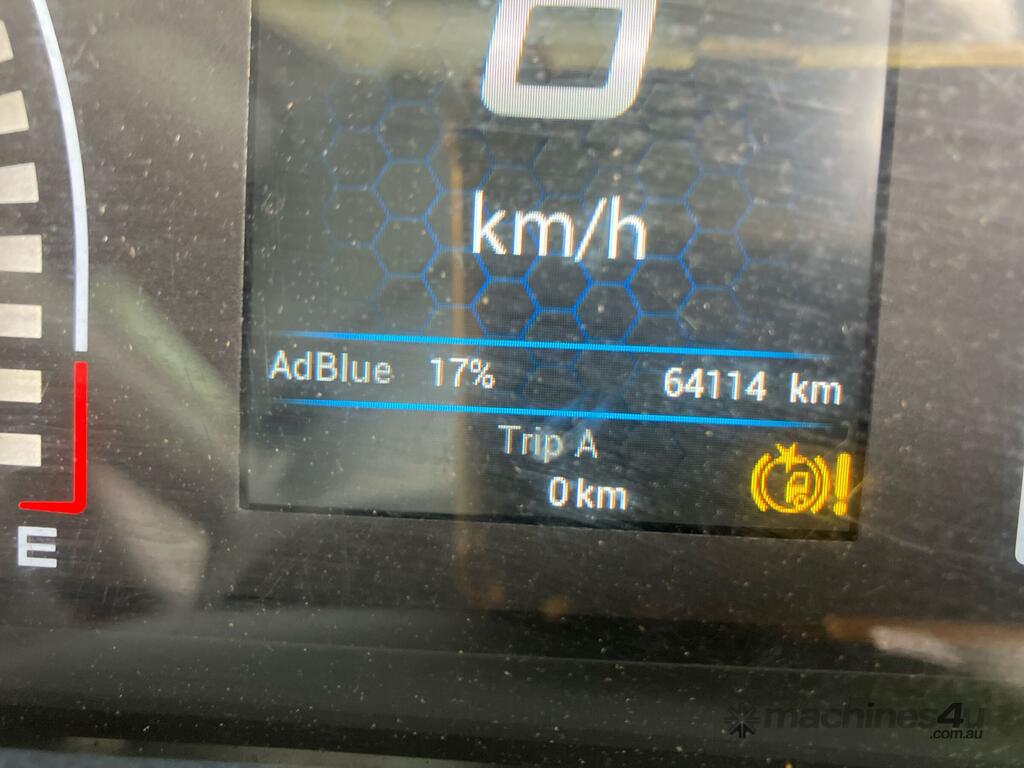 0
km/h
AdBlue 17% 64114 km
Trip A
0 km
E
machines4u
.com.au